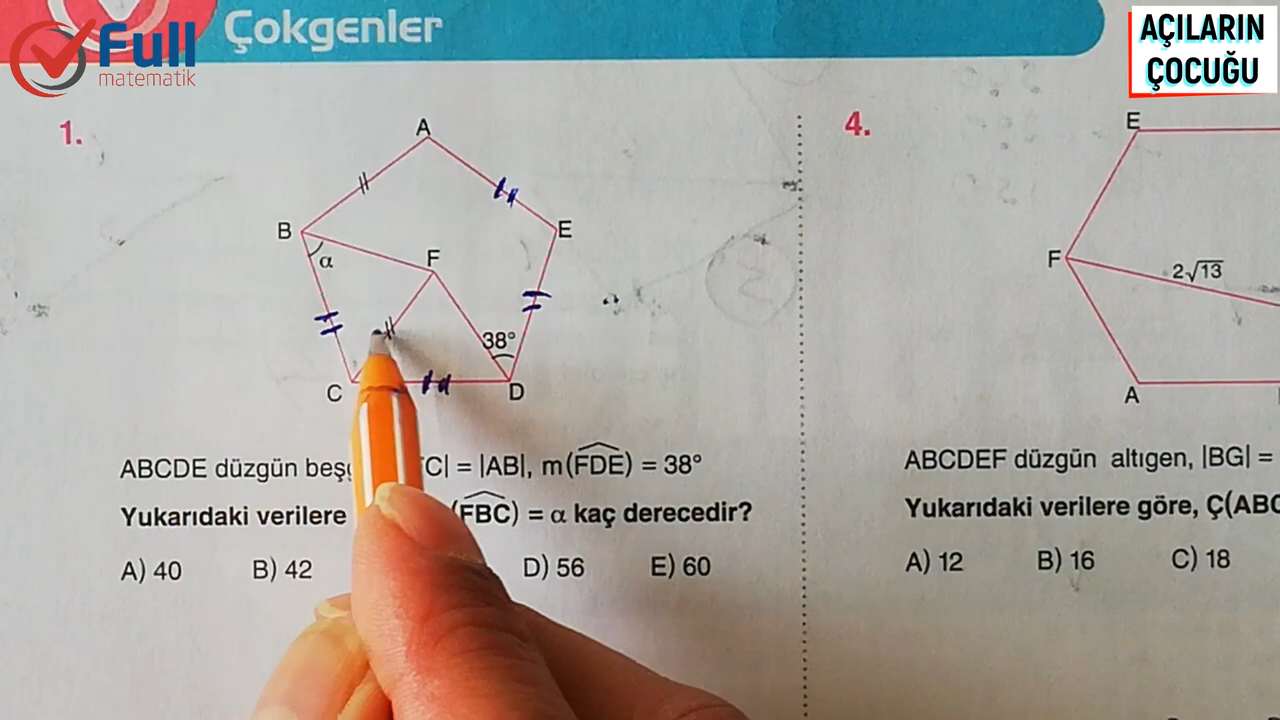 Full
matematik
Çokgenler
AÇILARIN
ÇOCUĞU
1.
A
B
E
F
α
38°
C
D
ABCDE düzgün C| = |AB|, m(FDE) = 38°
Yukarıdaki verilere (FBC) = α kaç derecedir?
A) 40 B) 42 D) 56 E) 60
4.
E
F
2√13
A
ABCDEF düzgün altıgen, |BG| =
Yukarıdaki verilere göre, Ç(ABC
A) 12 B) 16 C) 18